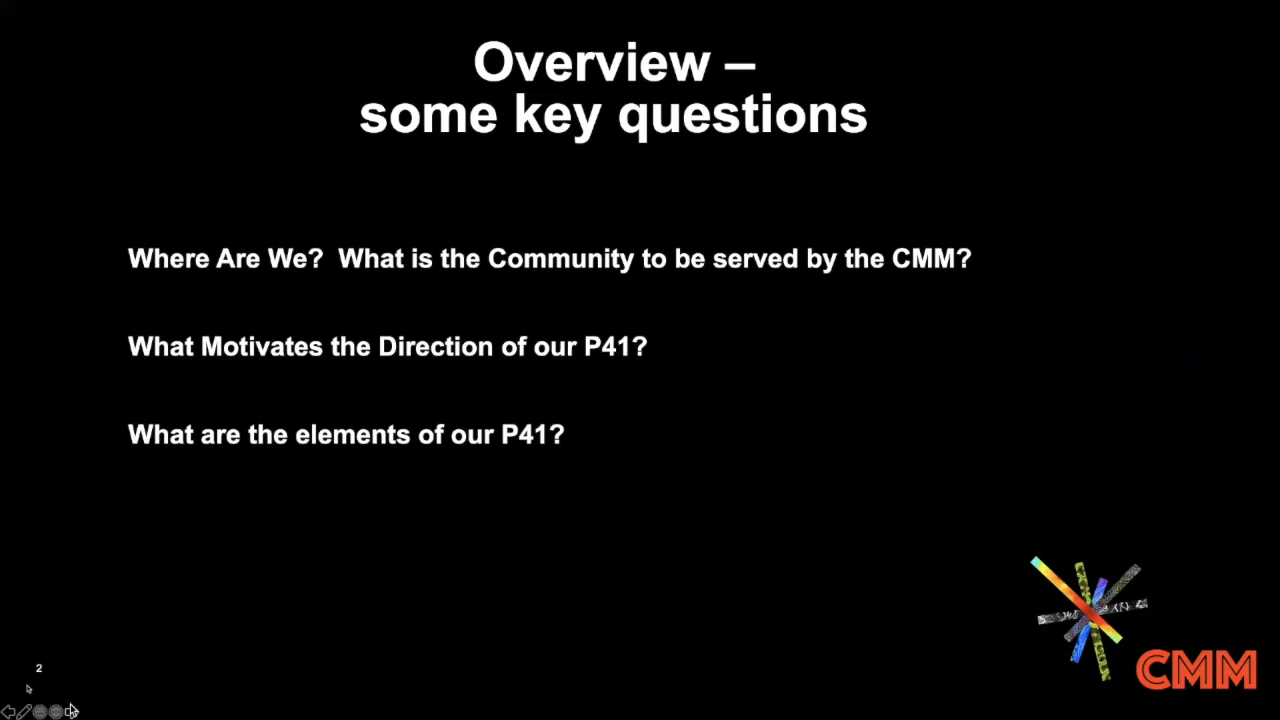 Overview –
some key questions
Where Are We?  What is the Community to be served by the CMM?
What Motivates the Direction of our P41?
What are the elements of our P41?
2
CMM